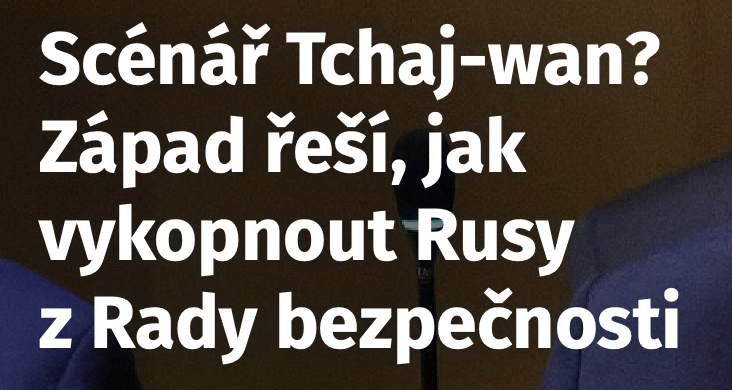 Scénář Tchaj-wan?
Západ řeší, jak
vykopnout Rusy
z Rady bezpečnosti